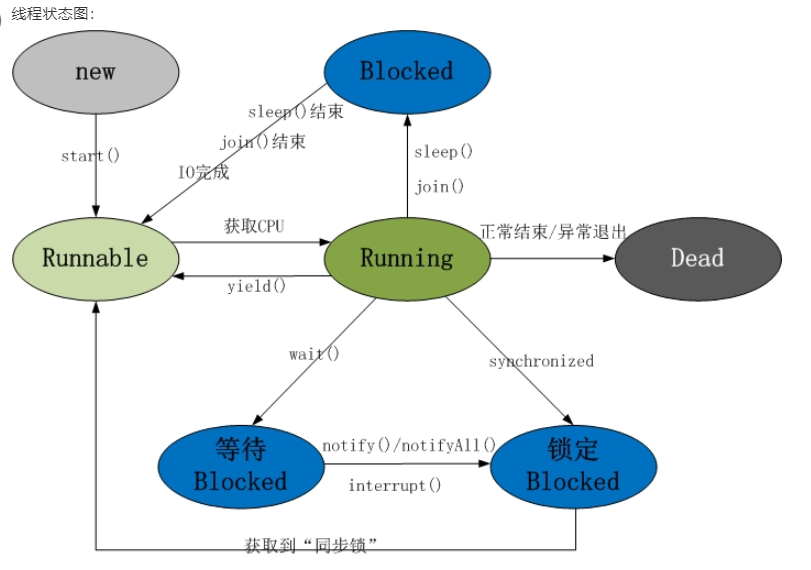 线程状态图：
new
Blocked
sleep()结束
join()结束
IO完成
start()
sleep()
join()
获取CPU
正常结束/异常退出
Runnable
Running
Dead
yield()
wait()
synchronized
等待
Blocked
notify()/notifyAll()
interrupt()
锁定
Blocked
获取到“同步锁”